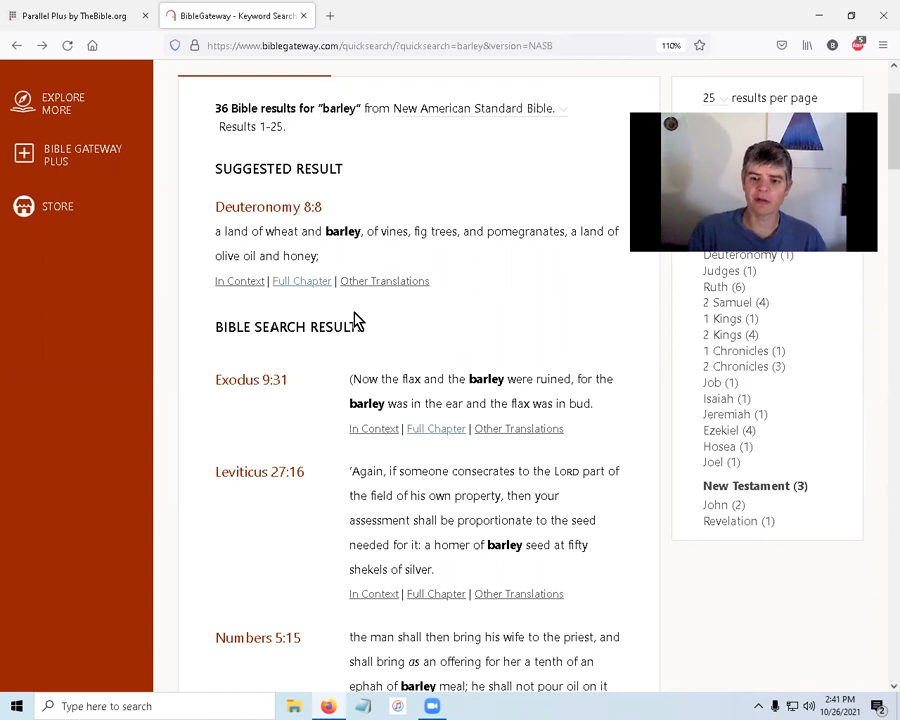 Parallel Plus by TheBible.org
BibleGateway - Keyword Search
https://www.biblegateway.com/quicksearch/?quicksearch=barley&version=NASB
110%
B
5
EXPLORE
MORE
BIBLE GATEWAY
PLUS
STORE
36 Bible results for "barley" from New American Standard Bible.
Results 1-25.
SUGGESTED RESULT
Deuteronomy 8:8
a land of wheat and barley, of vines, fig trees, and pomegranates, a land of
olive oil and honey;
In Context | Full Chapter | Other Translations
BIBLE SEARCH RESULTS
Exodus 9:31
(Now the flax and the barley were ruined, for the
barley was in the ear and the flax was in bud.
In Context | Full Chapter | Other Translations
Leviticus 27:16
'Again, if someone consecrates to the LORD part of
the field of his own property, then your
assessment shall be proportionate to the seed
needed for it: a homer of barley seed at fifty
shekels of silver.
In Context | Full Chapter | Other Translations
Numbers 5:15
the man shall then bring his wife to the priest, and
shall bring as an offering for her a tenth of an
ephah of barley meal; he shall not pour oil on it
25 results per page
Deuteronomy (1)
Judges (1)
Ruth (6)
2 Samuel (4)
1 Kings (1)
2 Kings (4)
1 Chronicles (1)
2 Chronicles (3)
Job (1)
Isaiah (1)
Jeremiah (1)
Ezekiel (4)
Hosea (1)
Joel (1)
New Testament (3)
John (2)
Revelation (1)
Type here to search
2:41 PM
10/26/2021
2